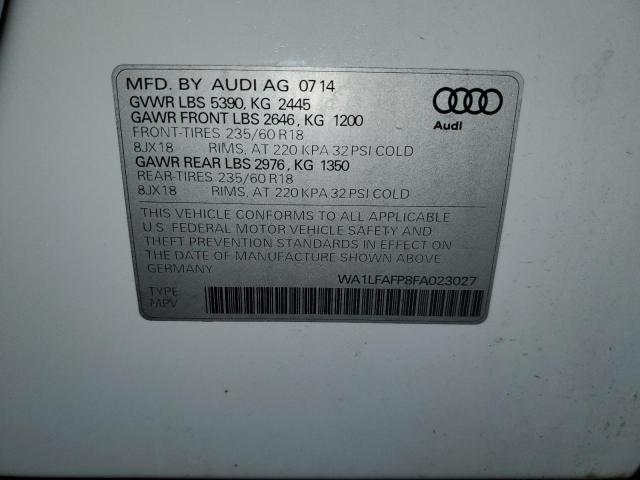 MFD. BY AUDI AG 0714
GVWR LBS 5390, KG 2445
GAWR FRONT LBS 2646, KG 1200
FRONT-TIRES 235/60 R18
8JX18 RIMS, AT 220 KPA 32 PSI COLD
GAWR REAR LBS 2976, KG 1350
REAR-TIRES 235/60 R18
8JX18 RIMS, AT 220 KPA 32 PSI COLD
Audi
THIS VEHICLE CONFORMS TO ALL APPLICABLE
U.S. FEDERAL MOTOR VEHICLE SAFETY AND
THEFT PREVENTION STANDARDS IN EFFECT ON
THE DATE OF MANUFACTURE SHOWN ABOVE
GERMANY
WA1LFAFP8FA023027
TYPE
MPV